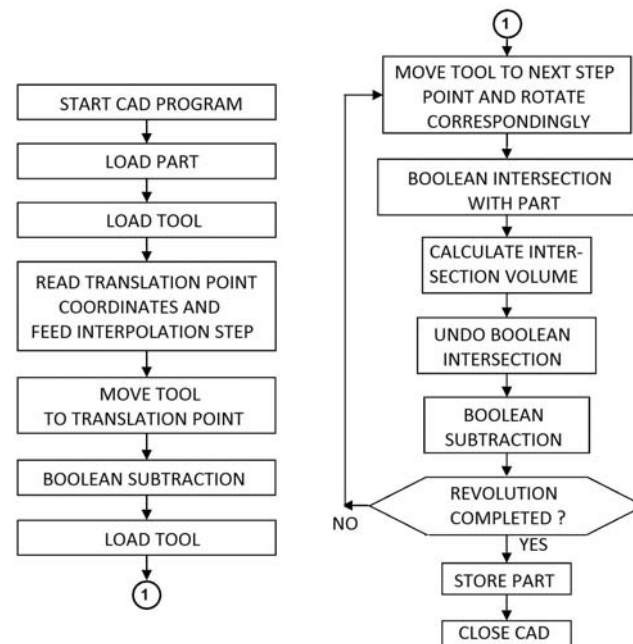 START CAD PROGRAM
LOAD PART
LOAD TOOL
READ TRANSLATION POINT
COORDINATES AND
FEED INTERPOLATION STEP
MOVE TOOL
TO TRANSLATION POINT
BOOLEAN SUBTRACTION
LOAD TOOL
1
1
MOVE TOOL TO NEXT STEP
POINT AND ROTATE
CORRESPONDINGLY
BOOLEAN INTERSECTION
WITH PART
CALCULATE INTER-
SECTION VOLUME
UNDO BOOLEAN
INTERSECTION
BOOLEAN
SUBTRACTION
REVOLUTION
COMPLETED ?
NO
YES
STORE PART
CLOSE CAD